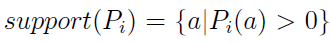 support(P_i) = {a|P_i(a) > 0}